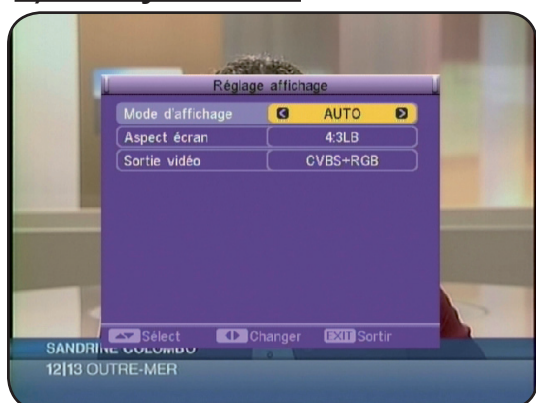 Réglage affichage
Mode d'affichage AUTO
Aspect écran 4:3LB
Sortie vidéo CVBS+RGB
Sélect Changer EXIT Sortir
SANDRINE COLOMBO
12|13 OUTRE-MER